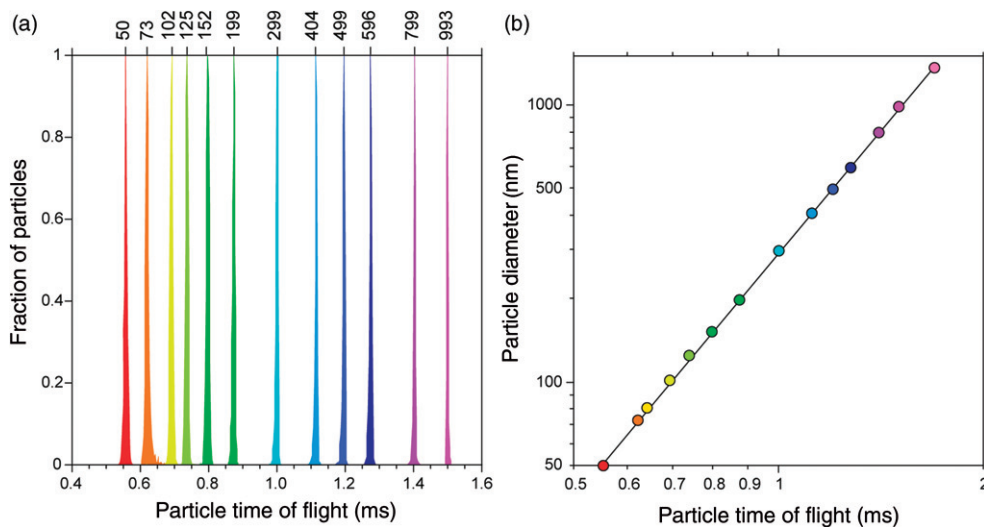 (a)
50 73 102 125 152 199 299 404 499 596 799 993
1
0.8
0.6
0.4
0.2
0
Fraction of particles
0.4 0.6 0.8 1.0 1.2 1.4 1.6
Particle time of flight (ms)
(b)
1000
500
100
50
Particle diameter (nm)
0.5 0.6 0.7 0.8 1 2
Particle time of flight (ms)